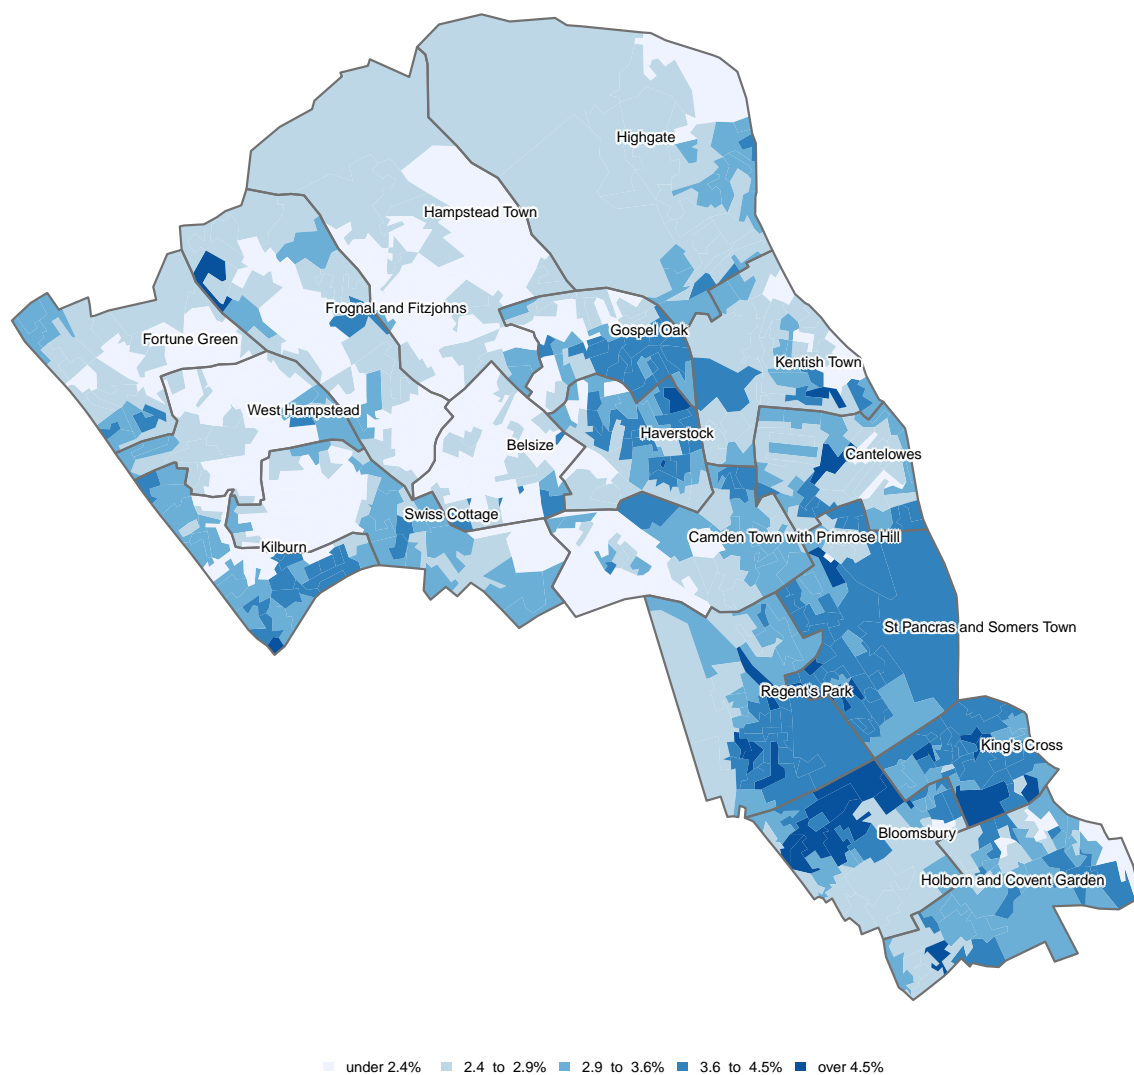 Highgate
Hampstead Town
Frognal and Fitzjohns
Gospel Oak
Fortune Green
Kentish Town
West Hampstead
Haverstock
Belsize
Cantelowes
Swiss Cottage
Camden Town with Primrose Hill
Kilburn
St Pancras and Somers Town
Regent's Park
King's Cross
Bloomsbury
Holborn and Covent Garden
under 2.4% 2.4 to 2.9% 2.9 to 3.6% 3.6 to 4.5% over 4.5%